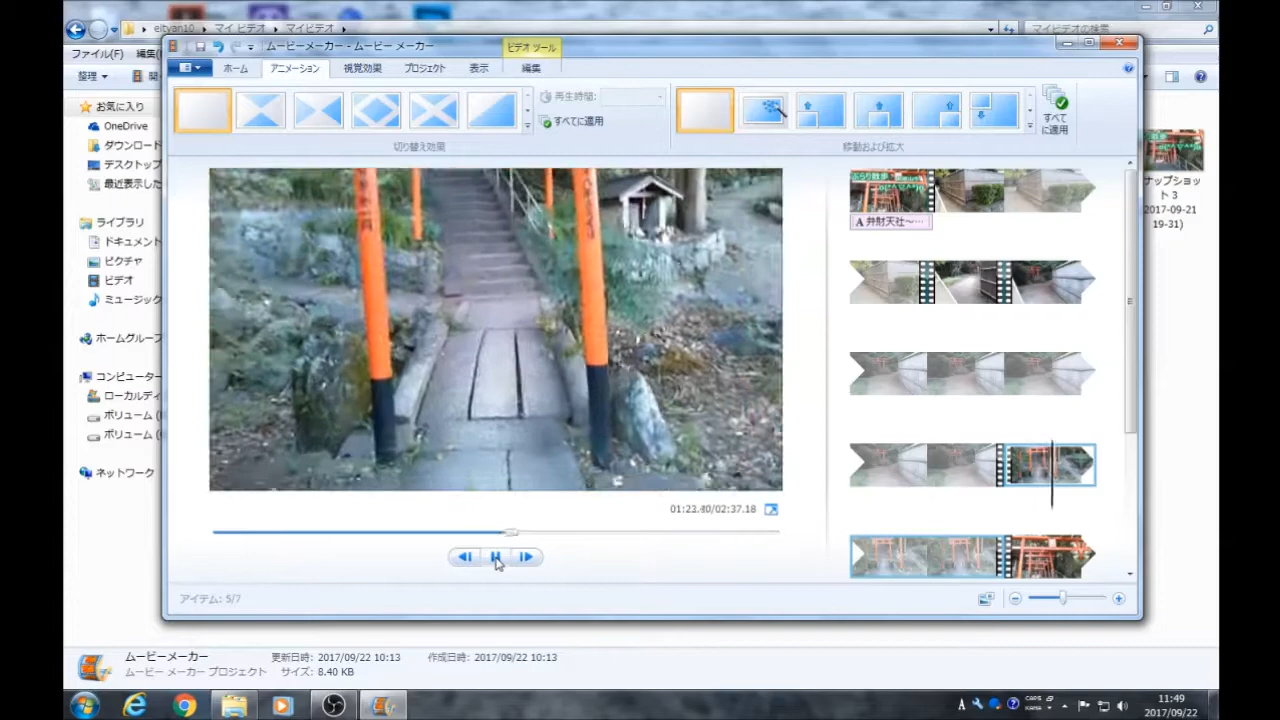 eltyan10 ▸ マイ ビデオ ▸ マイビデオ ▸
マイビデオの検索
ファイル(F)
整理 ▼
ムービーメーカー - ムービー メーカー
ビデオ ツール
ホーム
アニメーション
視覚効果
プロジェクト
表示
編集
再生時間:
すべてに適用
切り替え効果
移動および拡大
すべて
に適用
お気に入り
OneDrive
ダウンロード
デスクトップ
最近表示した
ライブラリ
ドキュメント
ピクチャ
ビデオ
ミュージック
ホームグループ
コンピューター
ローカルディ
ボリューム (
ボリューム (
ネットワーク
ぶらり散歩
A 弁財天社～…
ナップショット
3
2017-09-21
19-31)
01:23.40/02:37.18
アイテム: 5/7
ムービーメーカー
更新日時: 2017/09/22 10:13
作成日時: 2017/09/22 10:13
ムービー メーカー プロジェクト
サイズ: 8.40 KB
A
CAPS
KANA
11:49
2017/09/22